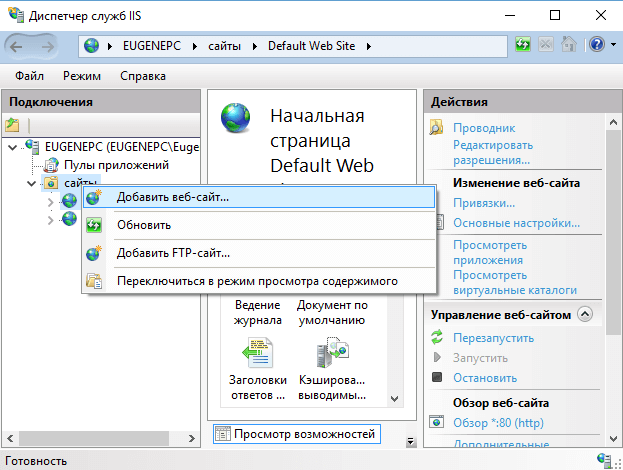 Диспетчер служб IIS
EUGENEPC
сайты
Default Web Site
Файл
Режим
Справка
Подключения
EUGENEPC (EUGENEPC\Euge
Пулы приложений
сайты
Добавить веб-сайт...
Обновить
Добавить FTP-сайт...
Переключиться в режим просмотра содержимого
Начальная
страница
Default Web
Ведение
журнала
Документ по
умолчанию
Заголовки
ответов ...
Кэширова...
выводимы...
Просмотр возможностей
Действия
Проводник
Редактировать
разрешения...
Изменение веб-сайта
Привязки...
Основные настройки...
Просмотреть
приложения
Просмотреть
виртуальные каталоги
Управление веб-сайтом
Перезапустить
Запустить
Остановить
Обзор веб-сайта
Обзор *:80 (http)
Дополнительные
Готовность